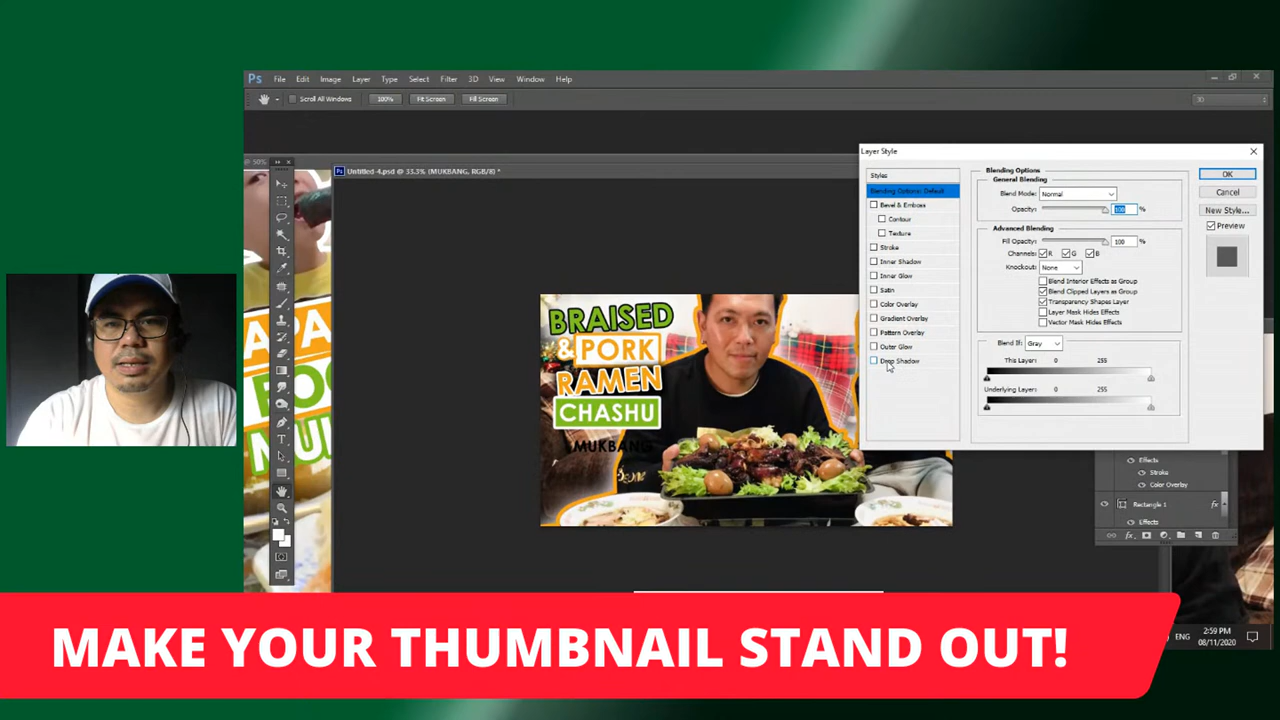 Ps File Edit Image Layer Type Select Filter 3D View Window Help
Scroll All Windows 100% Fit Screen Fill Screen 3D
@ 50%
Ps Untitled-4.psd @ 33.3% (MUKBANG, RGB/8) *
Layer Style
Styles
Blending Options: Default
Bevel & Emboss
Contour
Texture
Stroke
Inner Shadow
Inner Glow
Satin
Color Overlay
Gradient Overlay
Pattern Overlay
Outer Glow
Drop Shadow
Blending Options
General Blending
Blend Mode: Normal
Opacity: 100 %
Advanced Blending
Fill Opacity: 100 %
Channels: R G B
Knockout: None
Blend Interior Effects as Group
Blend Clipped Layers as Group
Transparency Shapes Layer
Layer Mask Hides Effects
Vector Mask Hides Effects
Blend If: Gray
This Layer: 0 255
Underlying Layer: 0 255
OK
Cancel
New Style...
Preview
BRAISED
& PORK
RAMEN
CHASHU
#MUKBANG
Effects
Stroke
Color Overlay
Rectangle 1 fx
Effects
fx
ENG 2:59 PM
08/11/2020
MAKE YOUR THUMBNAIL STAND OUT!